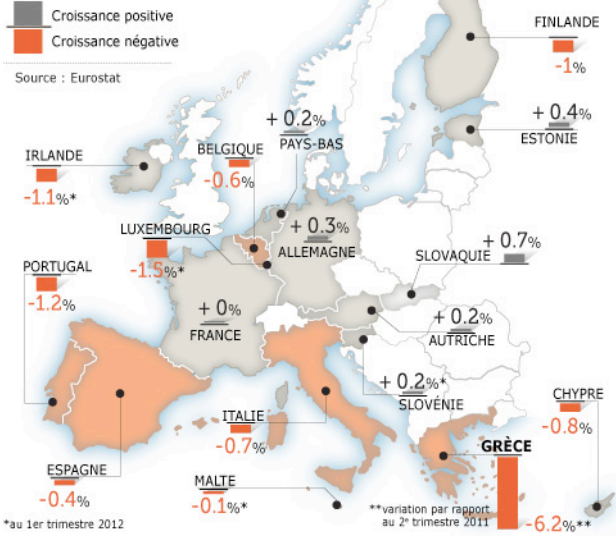 Croissance positive
Croissance négative
Source : Eurostat
FINLANDE
-1%
+ 0.4%
ESTONIE
+ 0.2%
PAYS-BAS
BELGIQUE
-0.6%
IRLANDE
-1.1%*
LUXEMBOURG
-1.5%*
+ 0.3%
ALLEMAGNE
SLOVAQUIE + 0.7%
PORTUGAL
-1.2%
+ 0%
FRANCE
+ 0.2%
AUTRICHE
+ 0.2%*
SLOVÉNIE
CHYPRE
-0.8%
ITALIE
-0.7%
GRÈCE
-6.2%**
ESPAGNE
-0.4%
MALTE
-0.1%*
*au 1er trimestre 2012
**variation par rapport
au 2e trimestre 2011